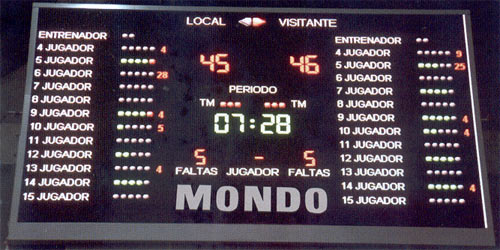 LOCAL VISITANTE
ENTRENADOR
4 JUGADOR 4
5 JUGADOR
6 JUGADOR 28
7 JUGADOR
8 JUGADOR
9 JUGADOR 4
10 JUGADOR 5
11 JUGADOR
12 JUGADOR
13 JUGADOR 4
14 JUGADOR
15 JUGADOR
45 46
PERIODO
TM TM
07:28
5 - 5
FALTAS JUGADOR FALTAS
MONDO
ENTRENADOR
4 JUGADOR 9
5 JUGADOR 25
6 JUGADOR
7 JUGADOR
8 JUGADOR
9 JUGADOR 4
10 JUGADOR 4
11 JUGADOR
12 JUGADOR
13 JUGADOR
14 JUGADOR 4
15 JUGADOR